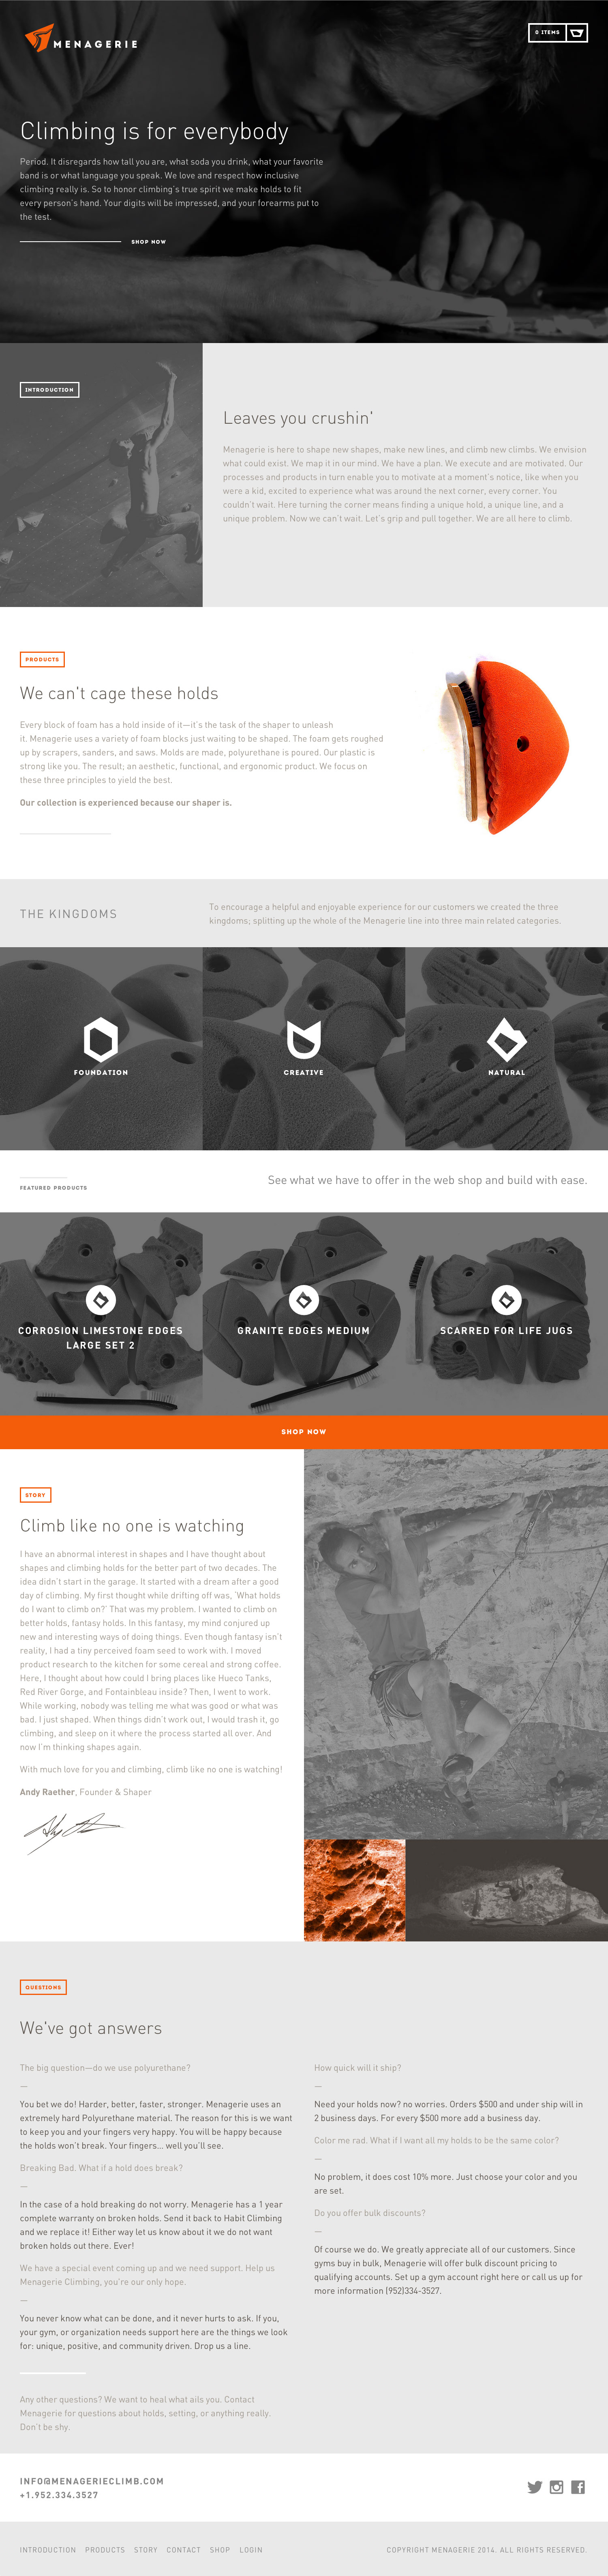 MENAGERIE
0 ITEMS
Climbing is for everybody
Period. It disregards how tall you are, what soda you drink, what your favorite
band is or what language you speak. We love and respect how inclusive
climbing really is. So to honor climbing's true spirit we make holds to fit
every person's hand. Your digits will be impressed, and your forearms put to
the test.
SHOP NOW
INTRODUCTION
Leaves you crushin'
Menagerie is here to shape new shapes, make new lines, and climb new climbs. We envision
what could exist. We map it in our mind. We have a plan. We execute and are motivated. Our
processes and products in turn enable you to motivate at a moment's notice, like when you
were a kid, excited to experience what was around the next corner, every corner. You
couldn't wait. Here turning the corner means finding a unique hold, a unique line, and a
unique problem. Now we can't wait. Let's grip and pull together. We are all here to climb.
PRODUCTS
We can't cage these holds
Every block of foam has a hold inside of it—it's the task of the shaper to unleash
it. Menagerie uses a variety of foam blocks just waiting to be shaped. The foam gets roughed
up by scrapers, sanders, and saws. Molds are made, polyurethane is poured. Our plastic is
strong like you. The result; an aesthetic, functional, and ergonomic product. We focus on
these three principles to yield the best.
Our collection is experienced because our shaper is.
THE KINGDOMS
To encourage a helpful and enjoyable experience for our customers we created the three
kingdoms; splitting up the whole of the Menagerie line into three main related categories.
FOUNDATION
CREATIVE
NATURAL
FEATURED PRODUCTS
See what we have to offer in the web shop and build with ease.
CORROSION LIMESTONE EDGES
LARGE SET 2
GRANITE EDGES MEDIUM
SCARRED FOR LIFE JUGS
SHOP NOW
STORY
Climb like no one is watching
I have an abnormal interest in shapes and I have thought about
shapes and climbing holds for the better part of two decades. The
idea didn't start in the garage. It started with a dream after a good
day of climbing. My first thought while drifting off was, 'What holds
do I want to climb on?' That was my problem. I wanted to climb on
better holds, fantasy holds. In this fantasy, my mind conjured up
new and interesting ways of doing things. Even though fantasy isn't
reality, I had a tiny perceived foam seed to work with. I moved
product research to the kitchen for some cereal and strong coffee.
Here, I thought about how could I bring places like Hueco Tanks,
Red River Gorge, and Fontainbleau inside? Then, I went to work.
While working, nobody was telling me what was good or what was
bad. I just shaped. When things didn't work out, I would trash it, go
climbing, and sleep on it where the process started all over. And
now I'm thinking shapes again.
With much love for you and climbing, climb like no one is watching!
Andy Raether, Founder & Shaper
QUESTIONS
We've got answers
The big question—do we use polyurethane?
—
You bet we do! Harder, better, faster, stronger. Menagerie uses an
extremely hard Polyurethane material. The reason for this is we want
to keep you and your fingers very happy. You will be happy because
the holds won't break. Your fingers... well you'll see.
Breaking Bad. What if a hold does break?
—
In the case of a hold breaking do not worry. Menagerie has a 1 year
complete warranty on broken holds. Send it back to Habit Climbing
and we replace it! Either way let us know about it we do not want
broken holds out there. Ever!
We have a special event coming up and we need support. Help us
Menagerie Climbing, you're our only hope.
—
You never know what can be done, and it never hurts to ask. If you,
your gym, or organization needs support here are the things we look
for: unique, positive, and community driven. Drop us a line.
How quick will it ship?
—
Need your holds now? no worries. Orders $500 and under ship will in
2 business days. For every $500 more add a business day.
Color me rad. What if I want all my holds to be the same color?
—
No problem, it does cost 10% more. Just choose your color and you
are set.
Do you offer bulk discounts?
—
Of course we do. We greatly appreciate all of our customers. Since
gyms buy in bulk, Menagerie will offer bulk discount pricing to
qualifying accounts. Set up a gym account right here or call us up for
more information (952)334-3527.
Any other questions? We want to heal what ails you. Contact
Menagerie for questions about holds, setting, or anything really.
Don't be shy.
INFO@MENAGERIECLIMB.COM
+1.952.334.3527
INTRODUCTION PRODUCTS STORY CONTACT SHOP LOGIN
COPYRIGHT MENAGERIE 2014. ALL RIGHTS RESERVED.